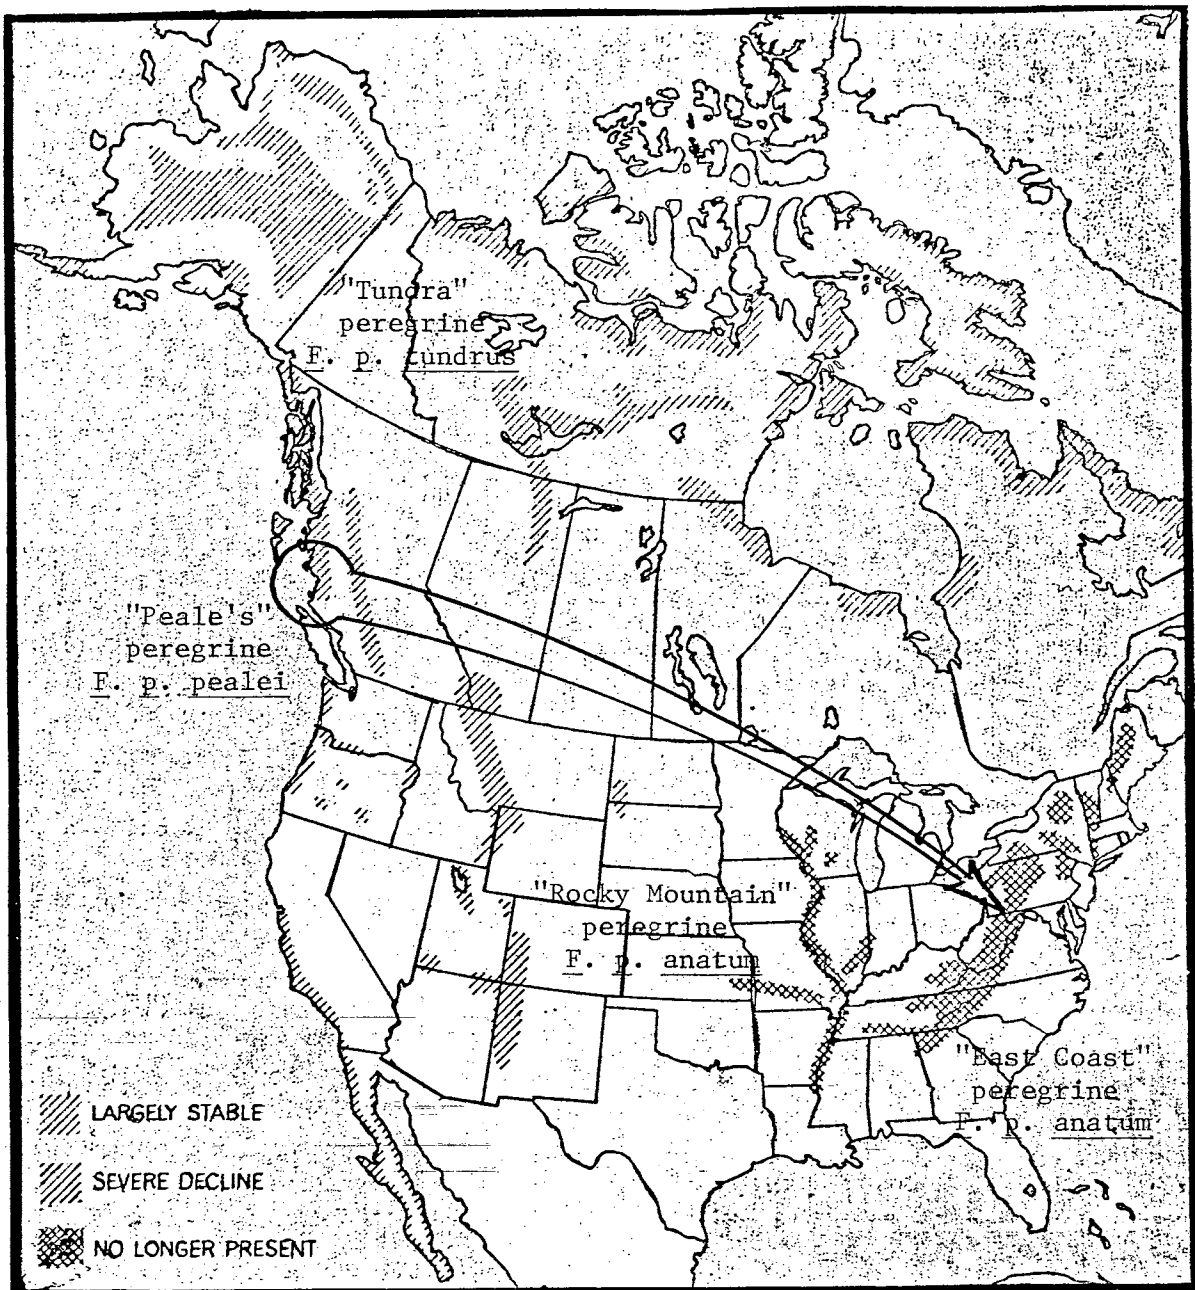 "Tundra"
peregrine
F. p. tundrus
"Peale's"
peregrine
F. p. pealei
"Rocky Mountain"
peregrine
F. p. anatum
"East Coast"
peregrine
F. p. anatum
LARGELY STABLE
SEVERE DECLINE
NO LONGER PRESENT